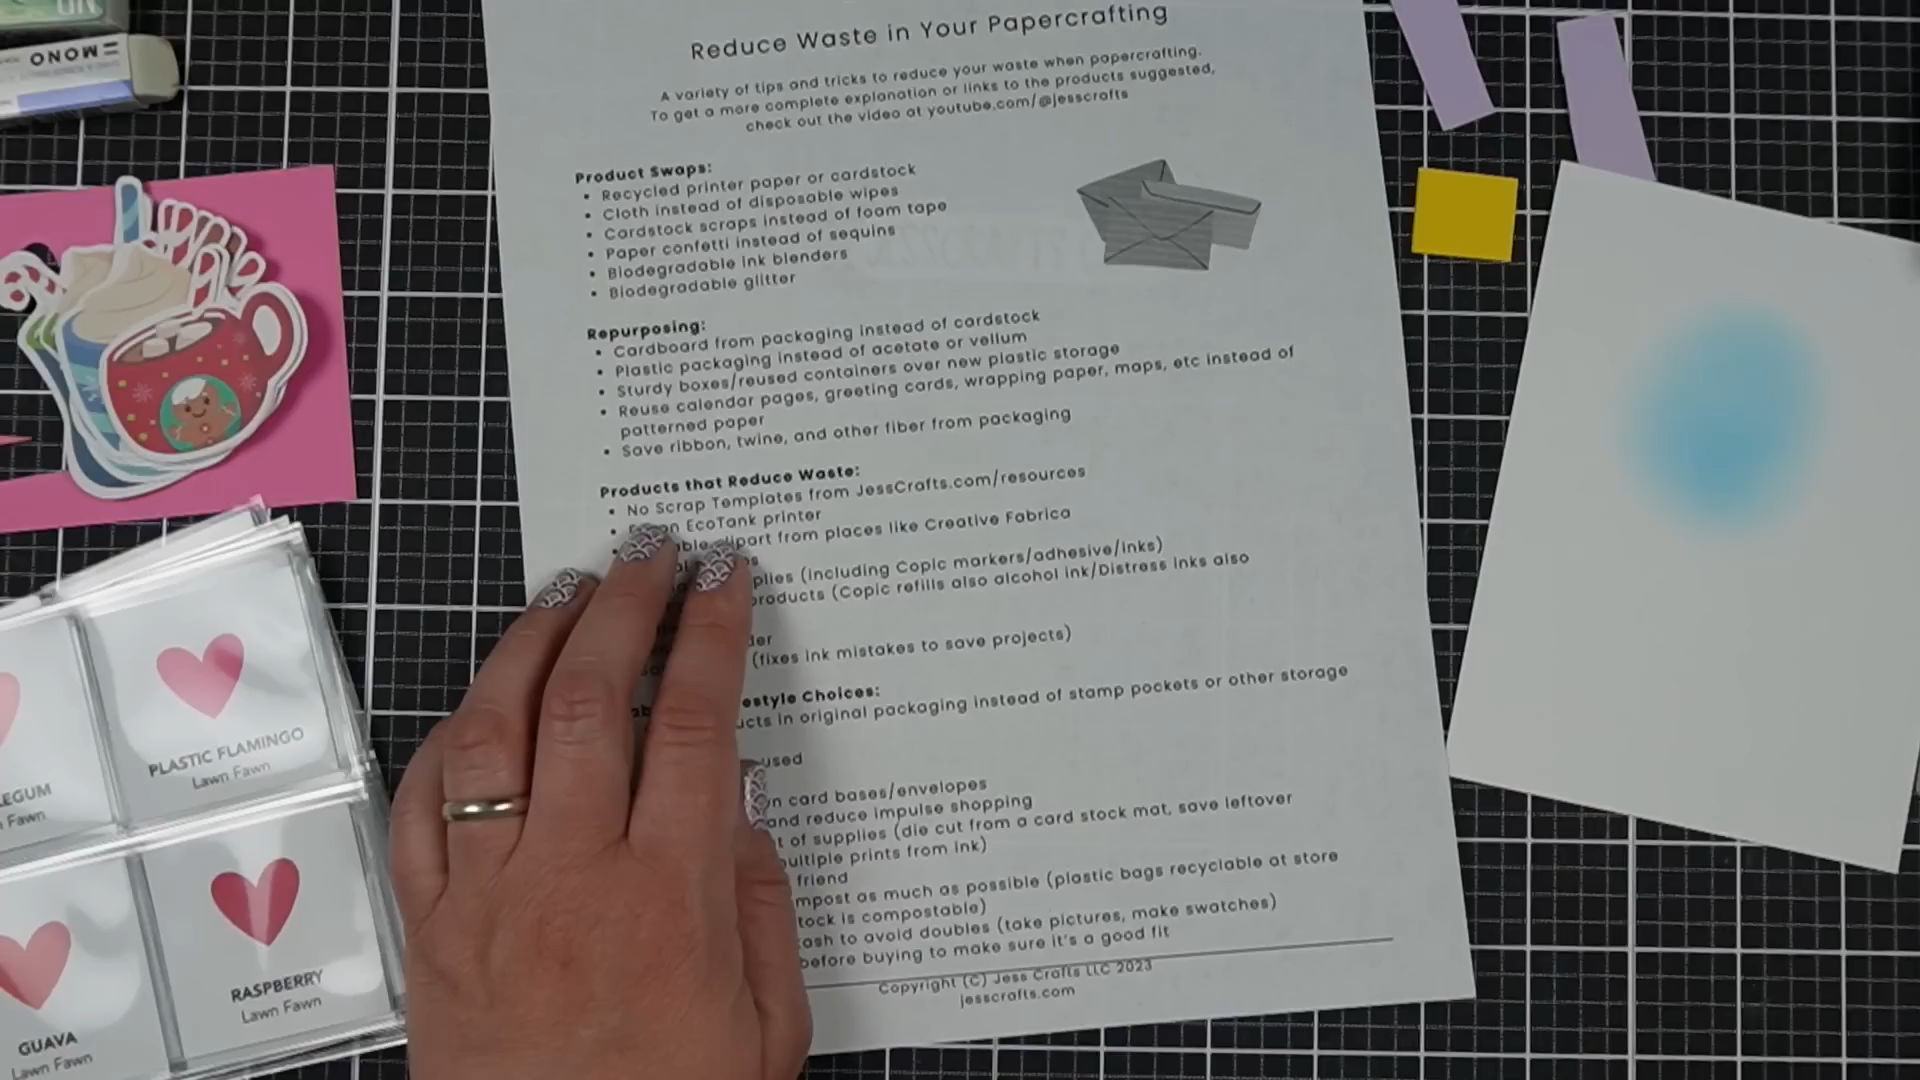 MONO
Reduce Waste in Your Papercrafting
A variety of tips and tricks to reduce your waste when papercrafting.
To get a more complete explanation or links to the products suggested,
check out the video at youtube.com/@jesscrafts
Product Swaps:
• Recycled printer paper or cardstock
• Cloth instead of disposable wipes
• Cardstock scraps instead of foam tape
• Paper confetti instead of sequins
• Biodegradable ink blenders
• Biodegradable glitter
Repurposing:
• Cardboard from packaging instead of cardstock
• Plastic packaging instead of acetate or vellum
• Sturdy boxes/reused containers over new plastic storage
• Reuse calendar pages, greeting cards, wrapping paper, maps, etc instead of
patterned paper
• Save ribbon, twine, and other fiber from packaging
Products that Reduce Waste:
• No Scrap Templates from JessCrafts.com/resources
• EcoTank printer
clipart from places like Creative Fabrica
(including Copic markers/adhesive/inks)
products (Copic refills also alcohol ink/Distress inks also
(fixes ink mistakes to save projects)
Choices:
in original packaging instead of stamp pockets or other storage
used
card bases/envelopes
and reduce impulse shopping
of supplies (die cut from a card stock mat, save leftover
prints from ink)
friend
as much as possible (plastic bags recyclable at store
is compostable)
to avoid doubles (take pictures, make swatches)
before buying to make sure it's a good fit
Copyright (C) Jess Crafts LLC 2023
jesscrafts.com
PLASTIC FLAMINGO
Lawn Fawn
Fawn
RASPBERRY
Lawn Fawn
GUAVA
Lawn Fawn